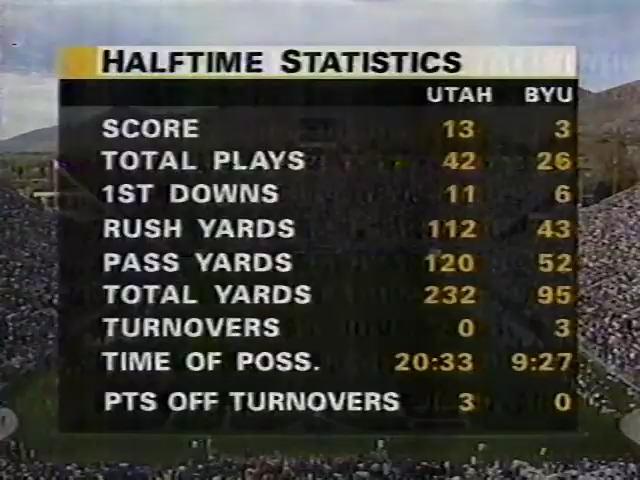 HALFTIME STATISTICS
UTAH BYU
SCORE 13 3
TOTAL PLAYS 42 26
1ST DOWNS 11 6
RUSH YARDS 112 43
PASS YARDS 120 52
TOTAL YARDS 232 95
TURNOVERS 0 3
TIME OF POSS. 20:33 9:27
PTS OFF TURNOVERS 3 0